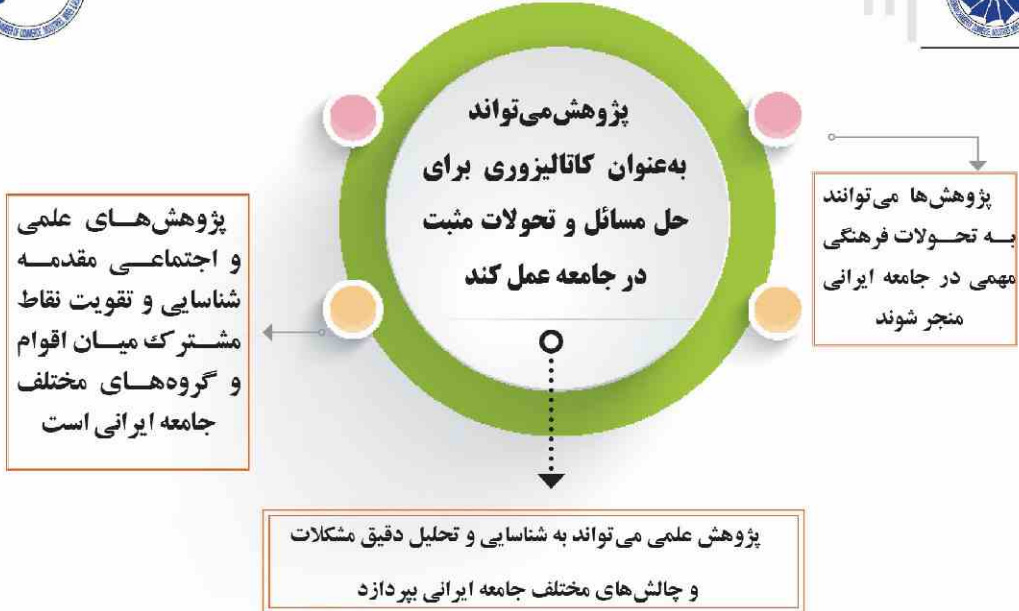 پژوهش‌می‌تواند
به‌عنوان کاتالیزوری برای
حل مسائل و تحولات مثبت
در جامعه عمل کند
پژوهش‌ها می‌توانند
بــه تحــولات فرهنگی
مهمی در جامعه ایرانی
منجر شوند
پژوهش‌هــای علمی
و اجتماعــی مقدمــه
شناسایی و تقویت نقاط
مشــترک میــان اقوام
و گروه‌هــای مختلف
جامعه ایرانی است
پژوهش علمی می‌تواند به شناسایی و تحلیل دقیق مشکلات
و چالش‌های مختلف جامعه ایرانی بپردازد